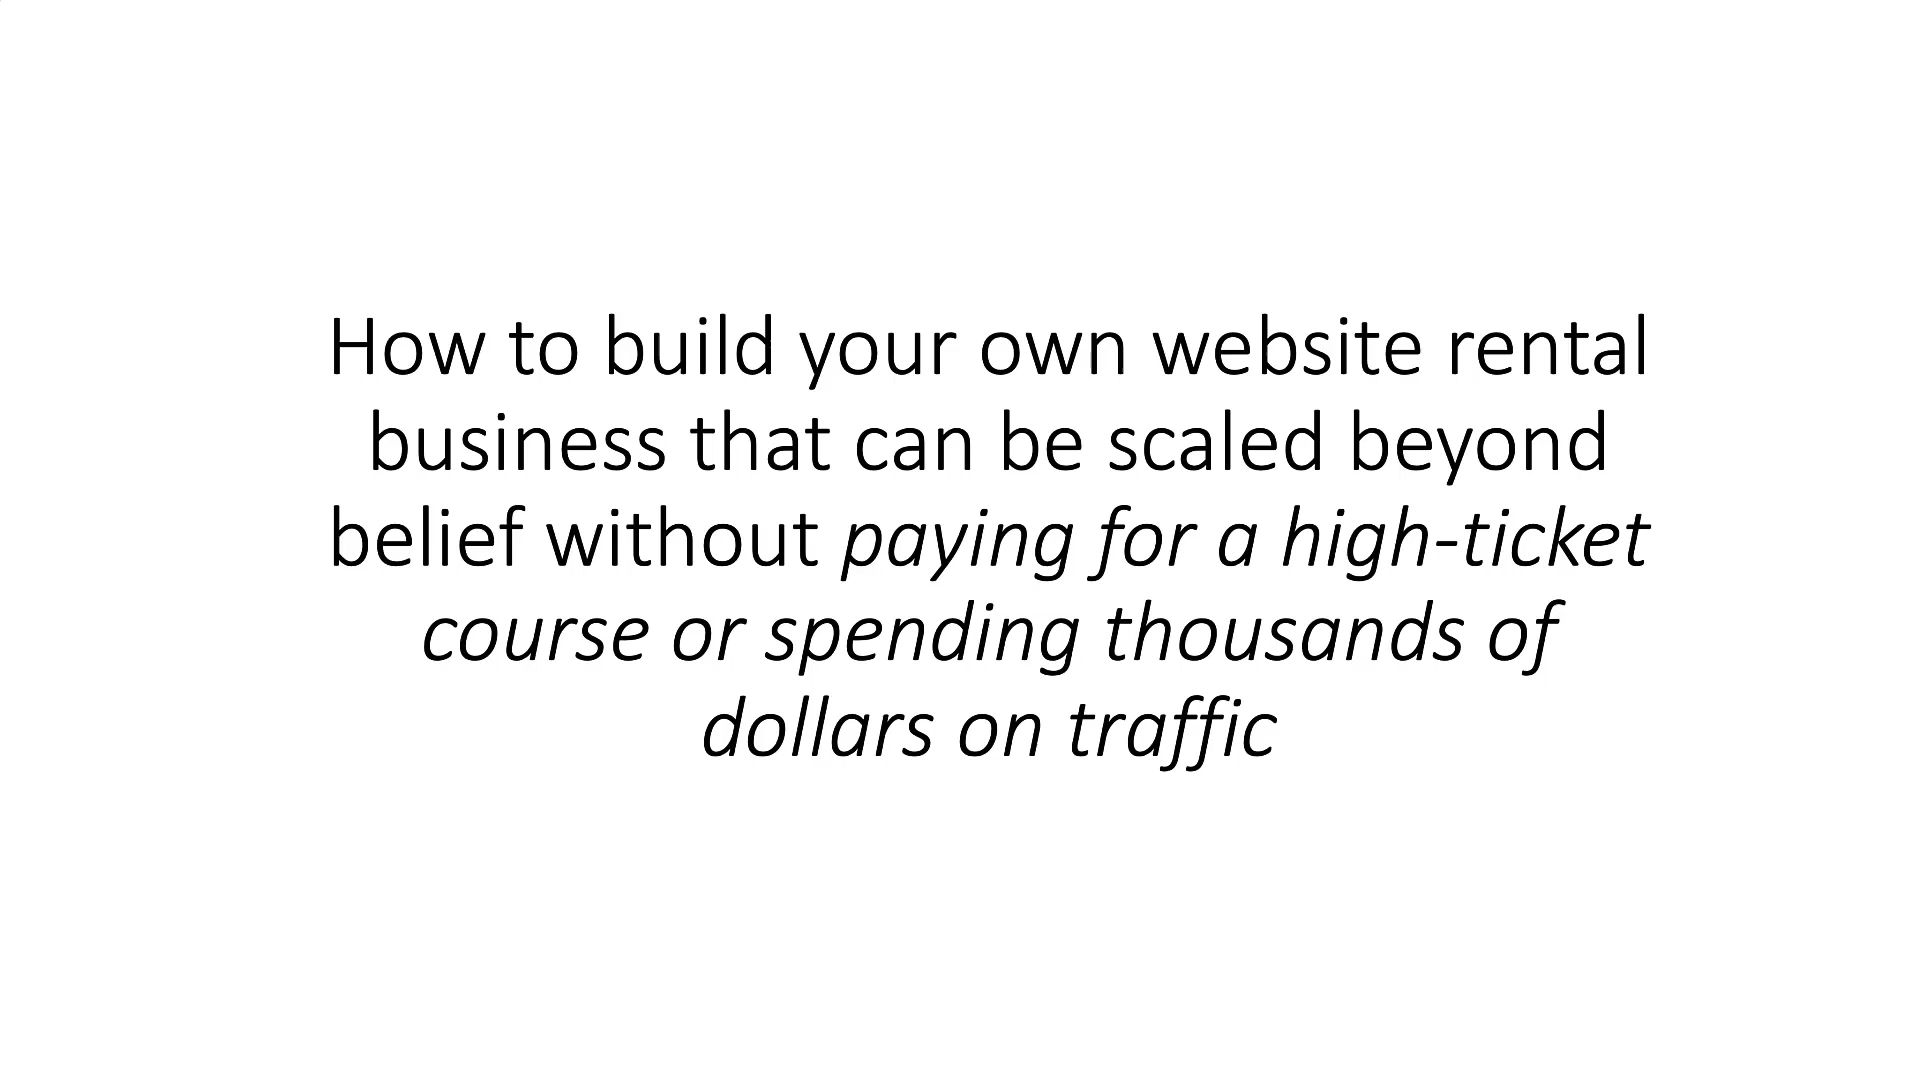 How to build your own website rental
business that can be scaled beyond
belief without paying for a high-ticket
course or spending thousands of
dollars on traffic